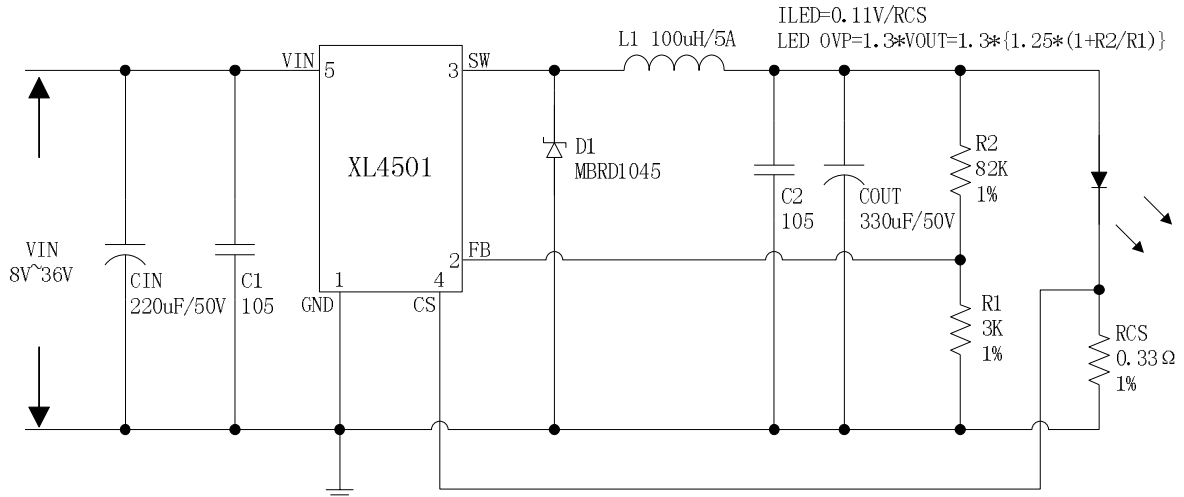 ILED=0.11V/RCS
LED OVP=1.3*VOUT=1.3*{1.25*(1+R2/R1)}
L1 100uH/5A
VIN
5
3
SW
XL4501
D1
MBRD1045
R2
82K
1%
C2
105
COUT
330uF/50V
VIN
8V~36V
CIN
220uF/50V
C1
105
2
FB
1
4
GND
CS
R1
3K
1%
RCS
0.33Ω
1%